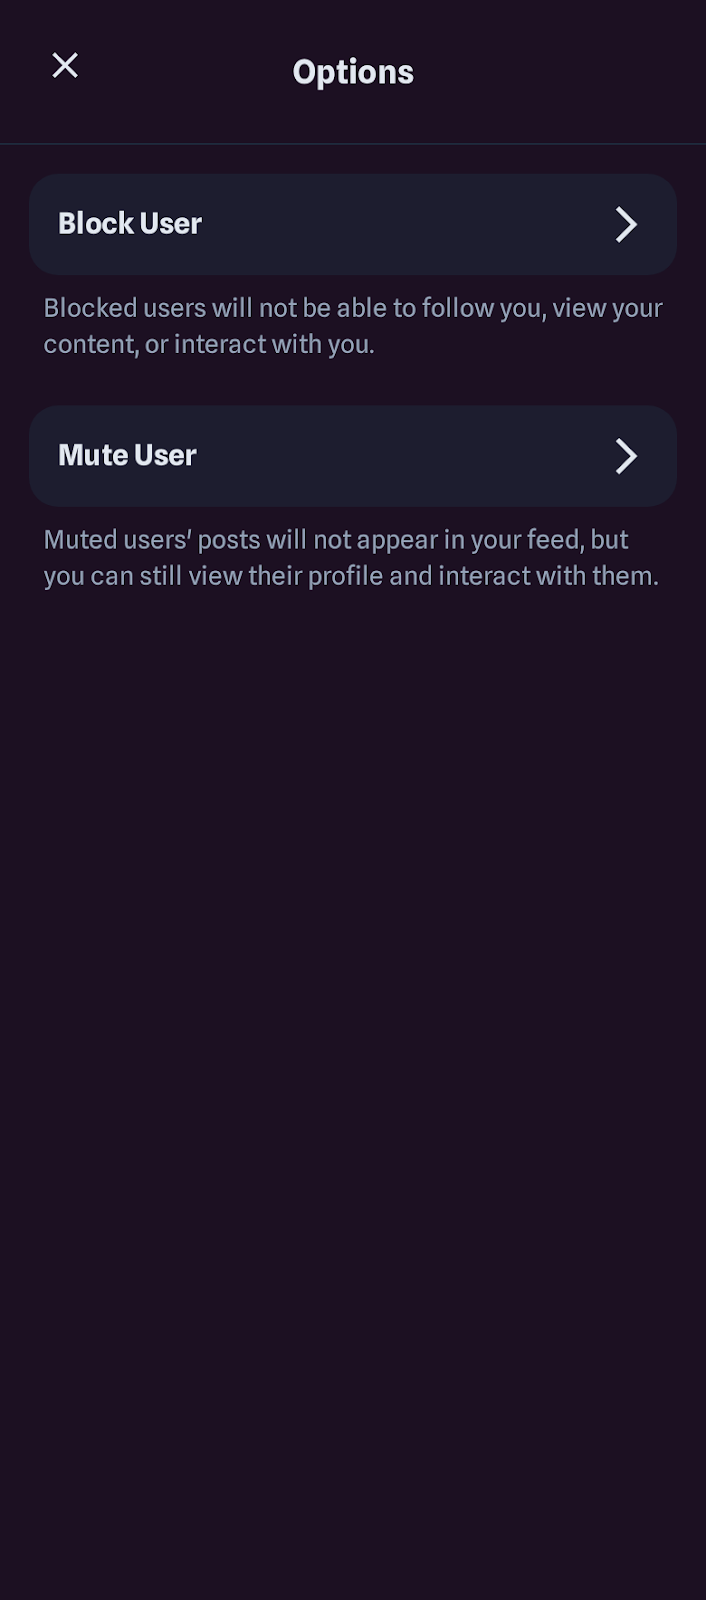 Options
Block User
Blocked users will not be able to follow you, view your
content, or interact with you.
Mute User
Muted users' posts will not appear in your feed, but
you can still view their profile and interact with them.